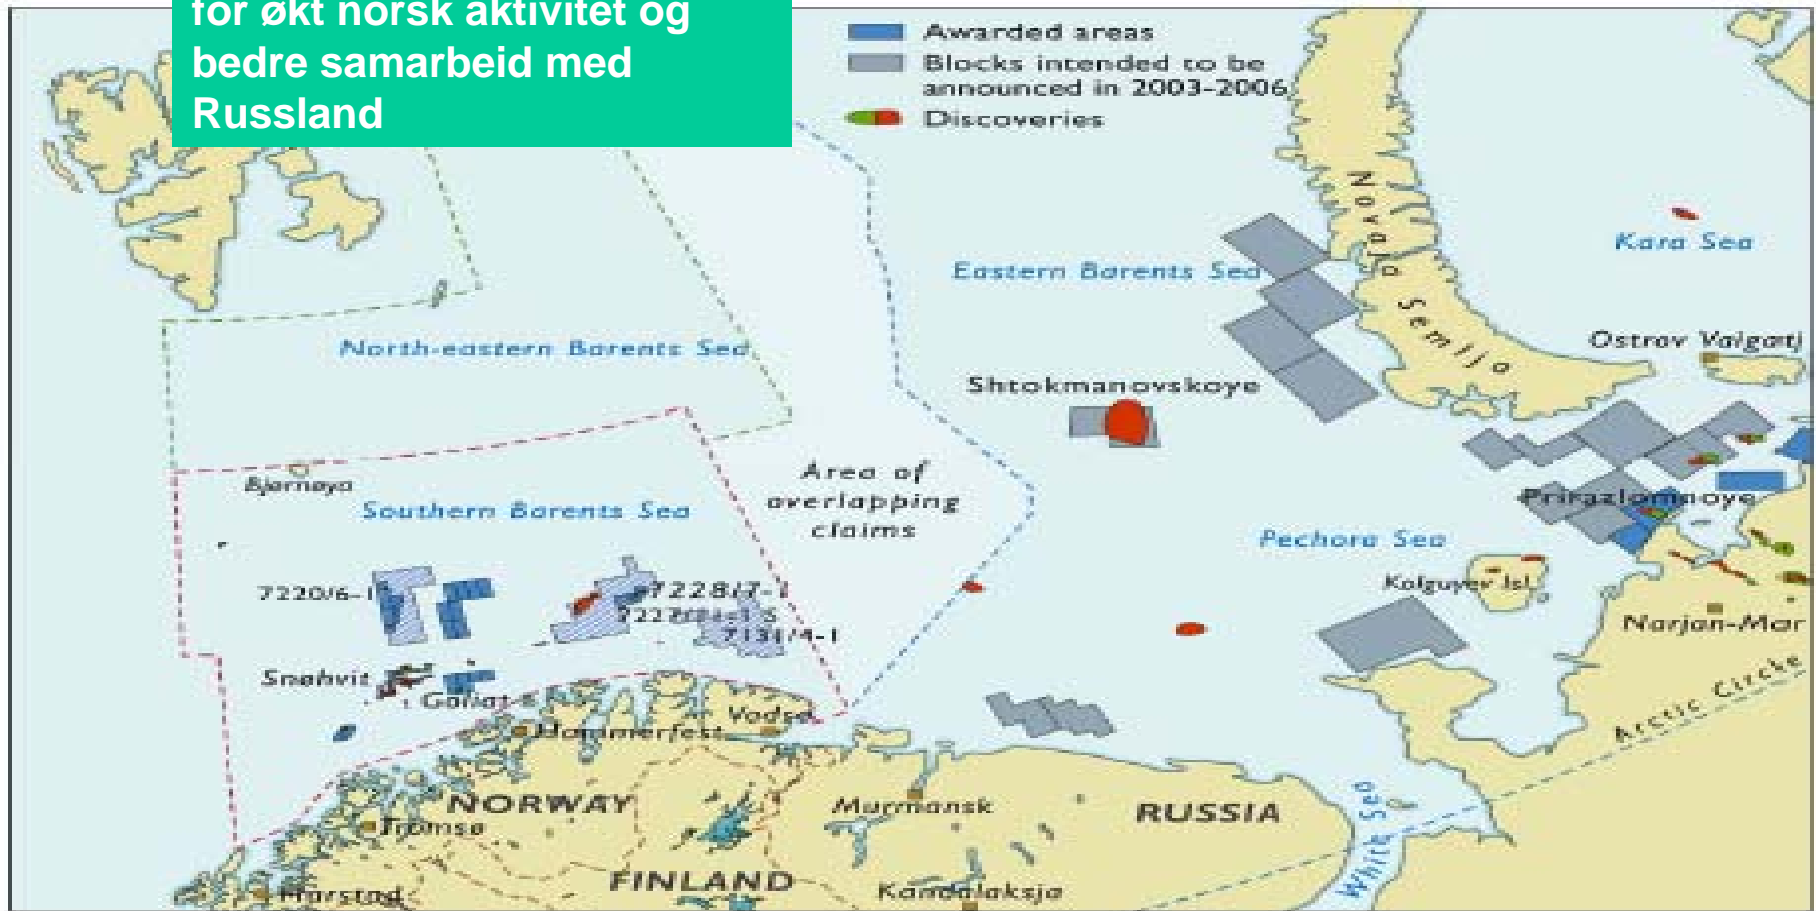 for økt norsk aktivitet og
bedre samarbeid med
Russland
Awarded areas
Blocks intended to be
announced in 2003-2006
Discoveries
Novala Semlja
Kara Sea
Eastern Barents Sea
Ostrov Vaigatj
North-eastern Barents Sea
Shtokmanovskoye
Area of
overlapping
claims
Bjørnøya
Southern Barents Sea
Prirazlomnoye
Pechora Sea
Kolguyev Isl.
7220/6-1
7228/7-1
7131/4-1
Narjan-Mar
Snøhvit
Goliat
Vadsø
Hammerfest
Arctic Circle
NORWAY
Murmansk
RUSSIA
Tromsø
White Sea
FINLAND
Kandalaksja
Harstad